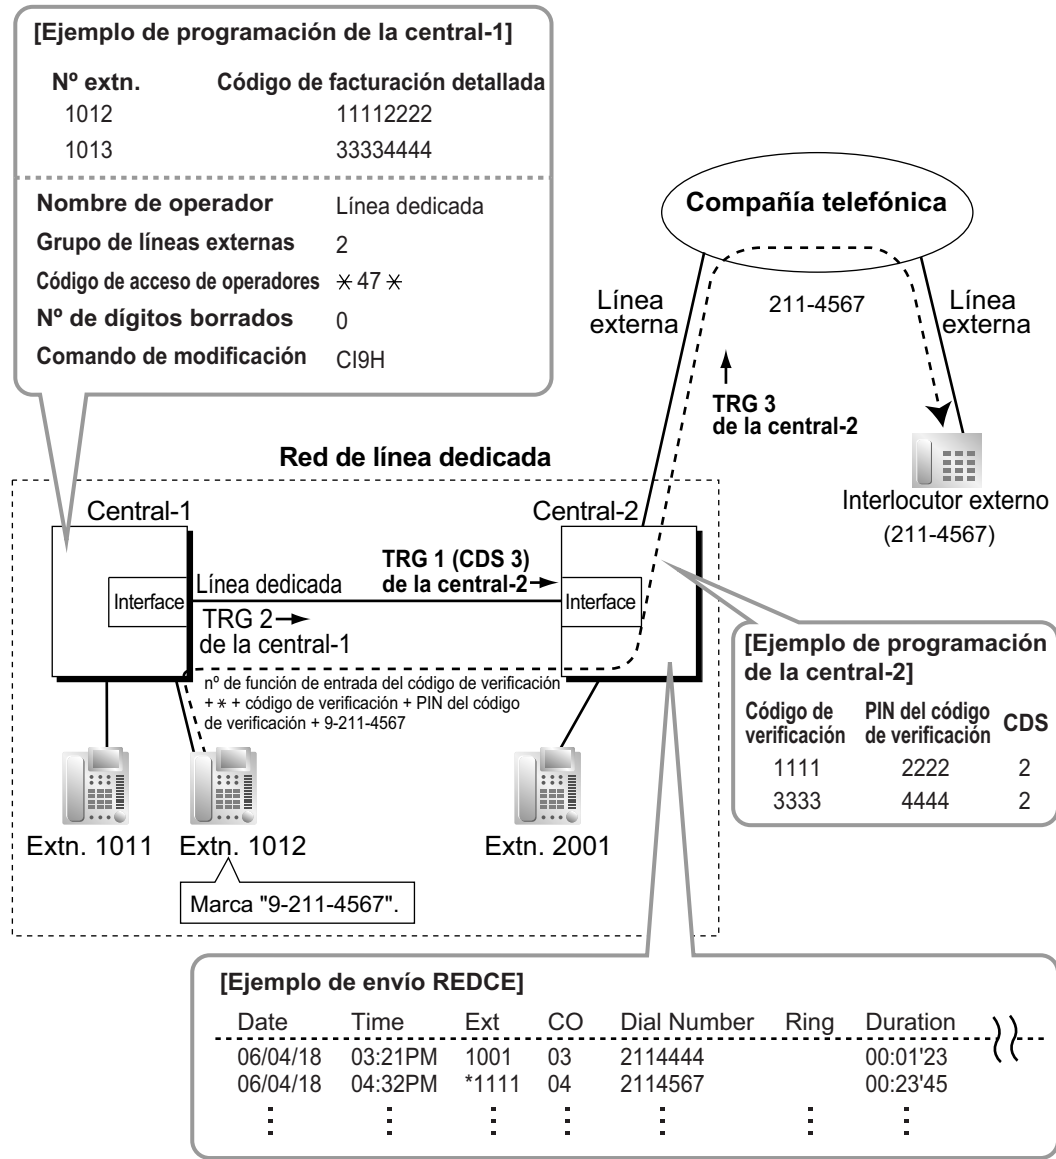 [Ejemplo de programación de la central-1]
Nº extn. Código de facturación detallada
1012 11112222
1013 33334444
Nombre de operador Línea dedicada
Grupo de líneas externas 2
Código de acceso de operadores ✳47✳
Nº de dígitos borrados 0
Comando de modificación CI9H
Compañía telefónica
Línea
externa
211-4567
Línea
externa
TRG 3
de la central-2
Interlocutor externo
(211-4567)
Red de línea dedicada
Central-1
Central-2
Interface
Línea dedicada
TRG 1 (CDS 3)
de la central-2
Interface
TRG 2
de la central-1
nº de función de entrada del código de verificación
+ ✳ + código de verificación + PIN del código
de verificación + 9-211-4567
[Ejemplo de programación
de la central-2]
Código de
verificación
PIN del código
de verificación
CDS
1111 2222 2
3333 4444 2
Extn. 1011
Extn. 1012
Extn. 2001
Marca "9-211-4567".
[Ejemplo de envío REDCE]
Date Time Ext CO Dial Number Ring Duration
06/04/18 03:21PM 1001 03 2114444 00:01'23
06/04/18 04:32PM *1111 04 2114567 00:23'45